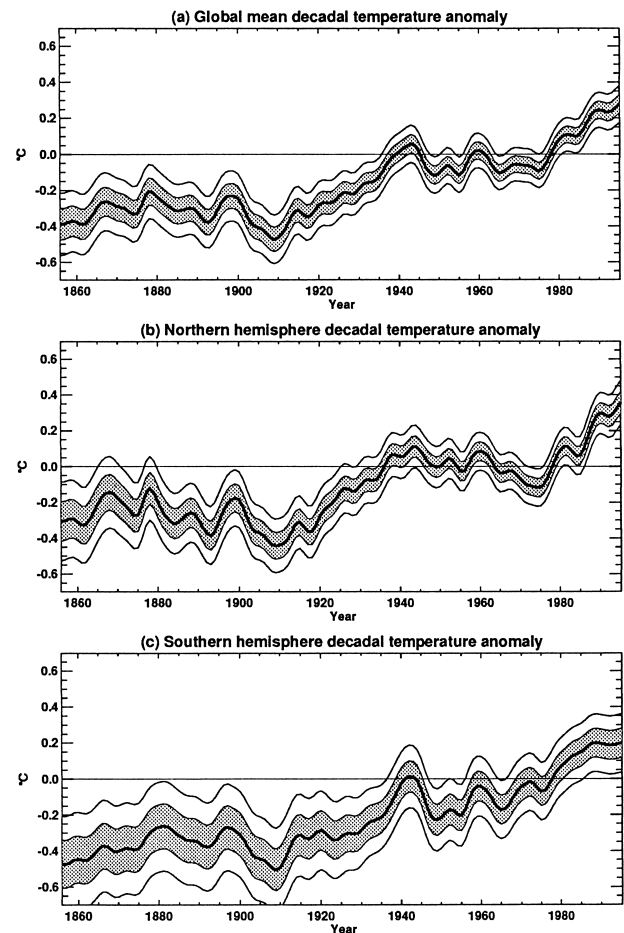 (a) Global mean decadal temperature anomaly
0.6
0.4
0.2
0.0
-0.2
-0.4
-0.6
°C
1860 1880 1900 1920 1940 1960 1980
Year
(b) Northern hemisphere decadal temperature anomaly
0.6
0.4
0.2
0.0
-0.2
-0.4
-0.6
°C
1860 1880 1900 1920 1940 1960 1980
Year
(c) Southern hemisphere decadal temperature anomaly
0.6
0.4
0.2
0.0
-0.2
-0.4
-0.6
°C
1860 1880 1900 1920 1940 1960 1980
Year